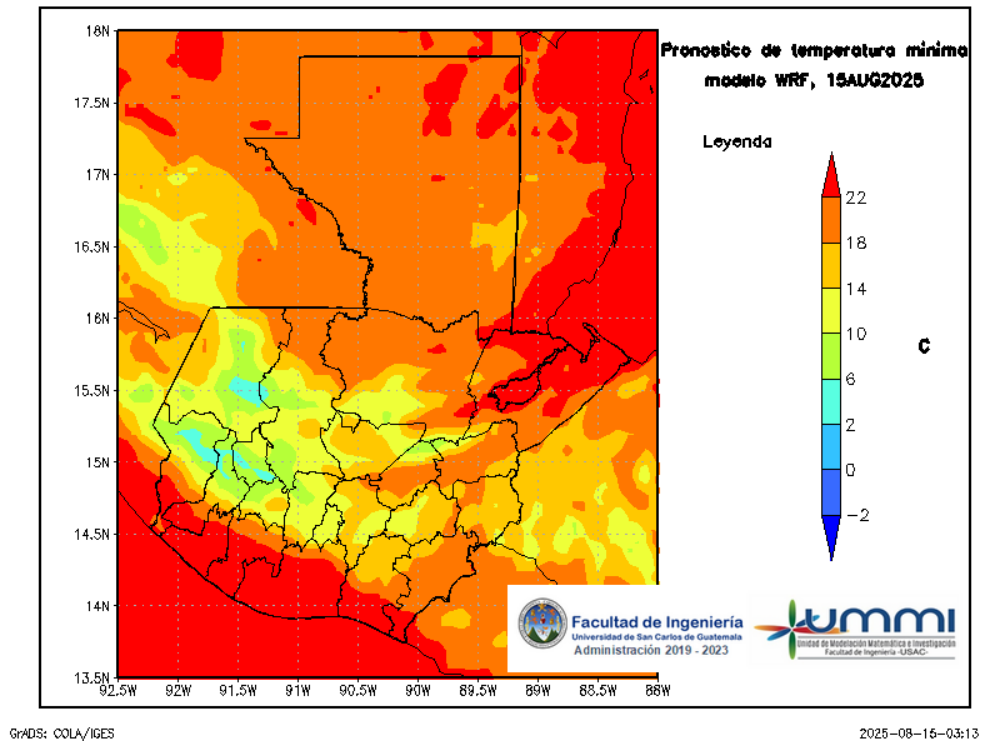 Pronostico de temperatura minima
modelo WRF, 15AUG2025
Leyenda
22
18
14
10
6
2
0
-2
C
18N
17.5N
17N
16.5N
16N
15.5N
15N
14.5N
14N
13.5N
92.5W
92W
91.5W
91W
90.5W
90W
89.5W
89W
88.5W
88W
Facultad de Ingeniería
Universidad de San Carlos de Guatemala
Administración 2019 - 2023
ummi
Unidad de Modelación Matemática e Investigación
Facultad de Ingeniería -USAC-
GrADS: COLA/IGES
2025-08-15-03:13